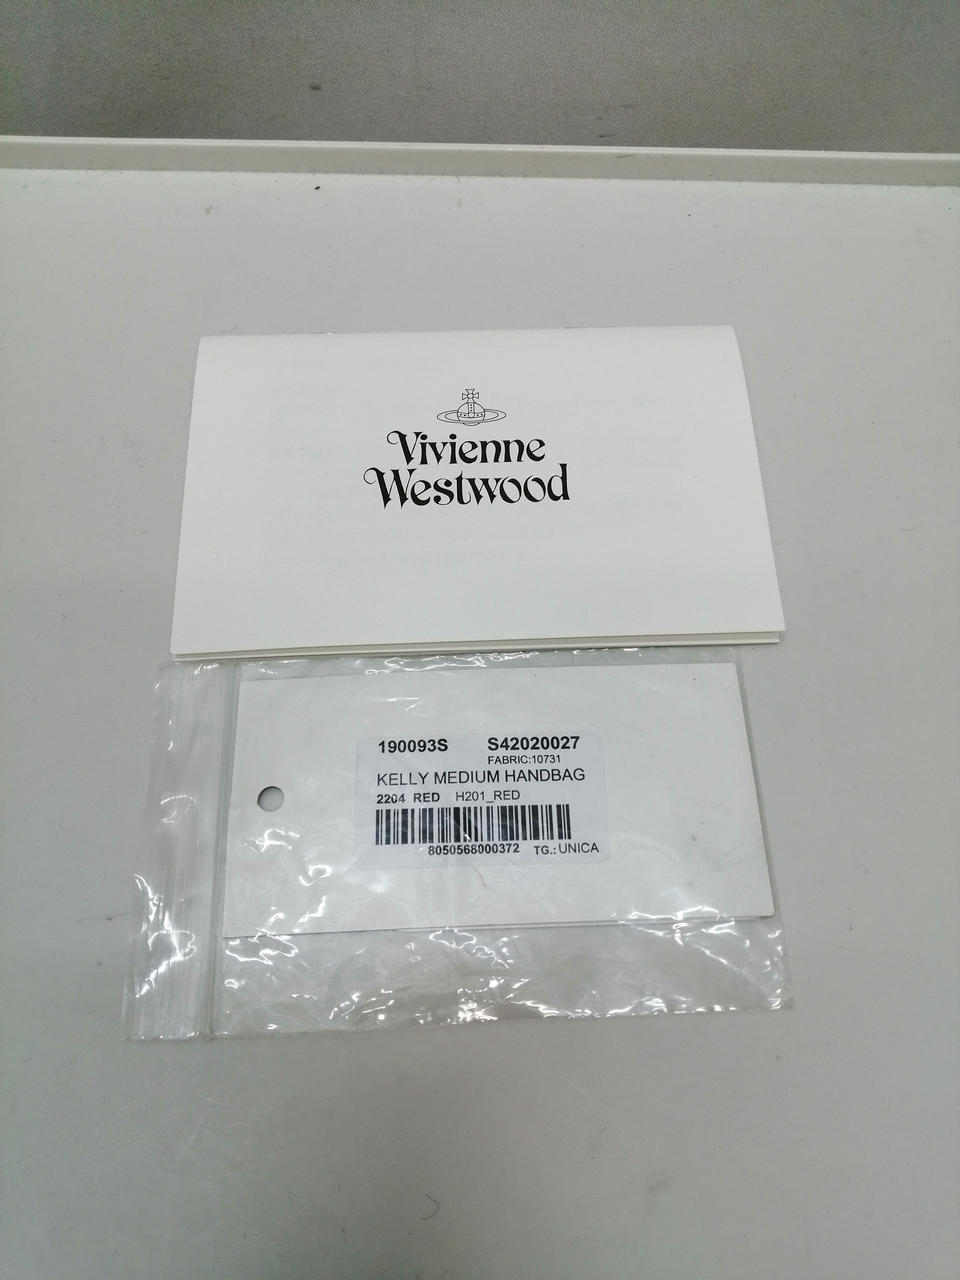 Vivienne
Westwood
190093S S42020027
FABRIC:10731
KELLY MEDIUM HANDBAG
2204 RED H201_RED
8050568000372 TG.: UNICA